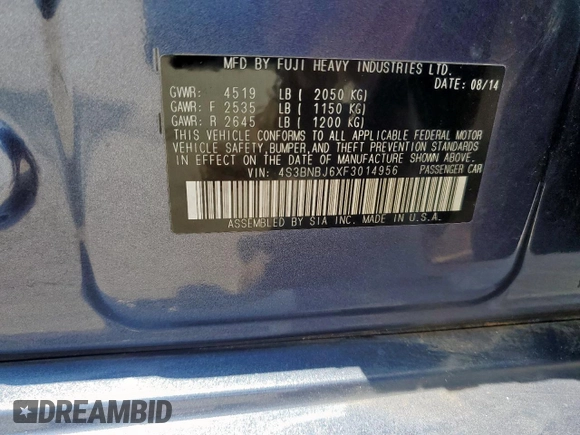 MFD BY FUJI HEAVY INDUSTRIES LTD.
DATE: 08/14
GVWR: 4519 LB ( 2050 KG)
GAWR: F 2535 LB ( 1150 KG)
GAWR: R 2645 LB ( 1200 KG)
THIS VEHICLE CONFORMS TO ALL APPLICABLE FEDERAL MOTOR
VEHICLE SAFETY, BUMPER, AND THEFT PREVENTION STANDARDS
IN EFFECT ON THE DATE OF MANUFACTURE SHOWN ABOVE.
VIN: 4S3BNBJ6XF3014956 PASSENGER CAR
ASSEMBLED BY SIA INC. MADE IN U.S.A.
DREAMBID